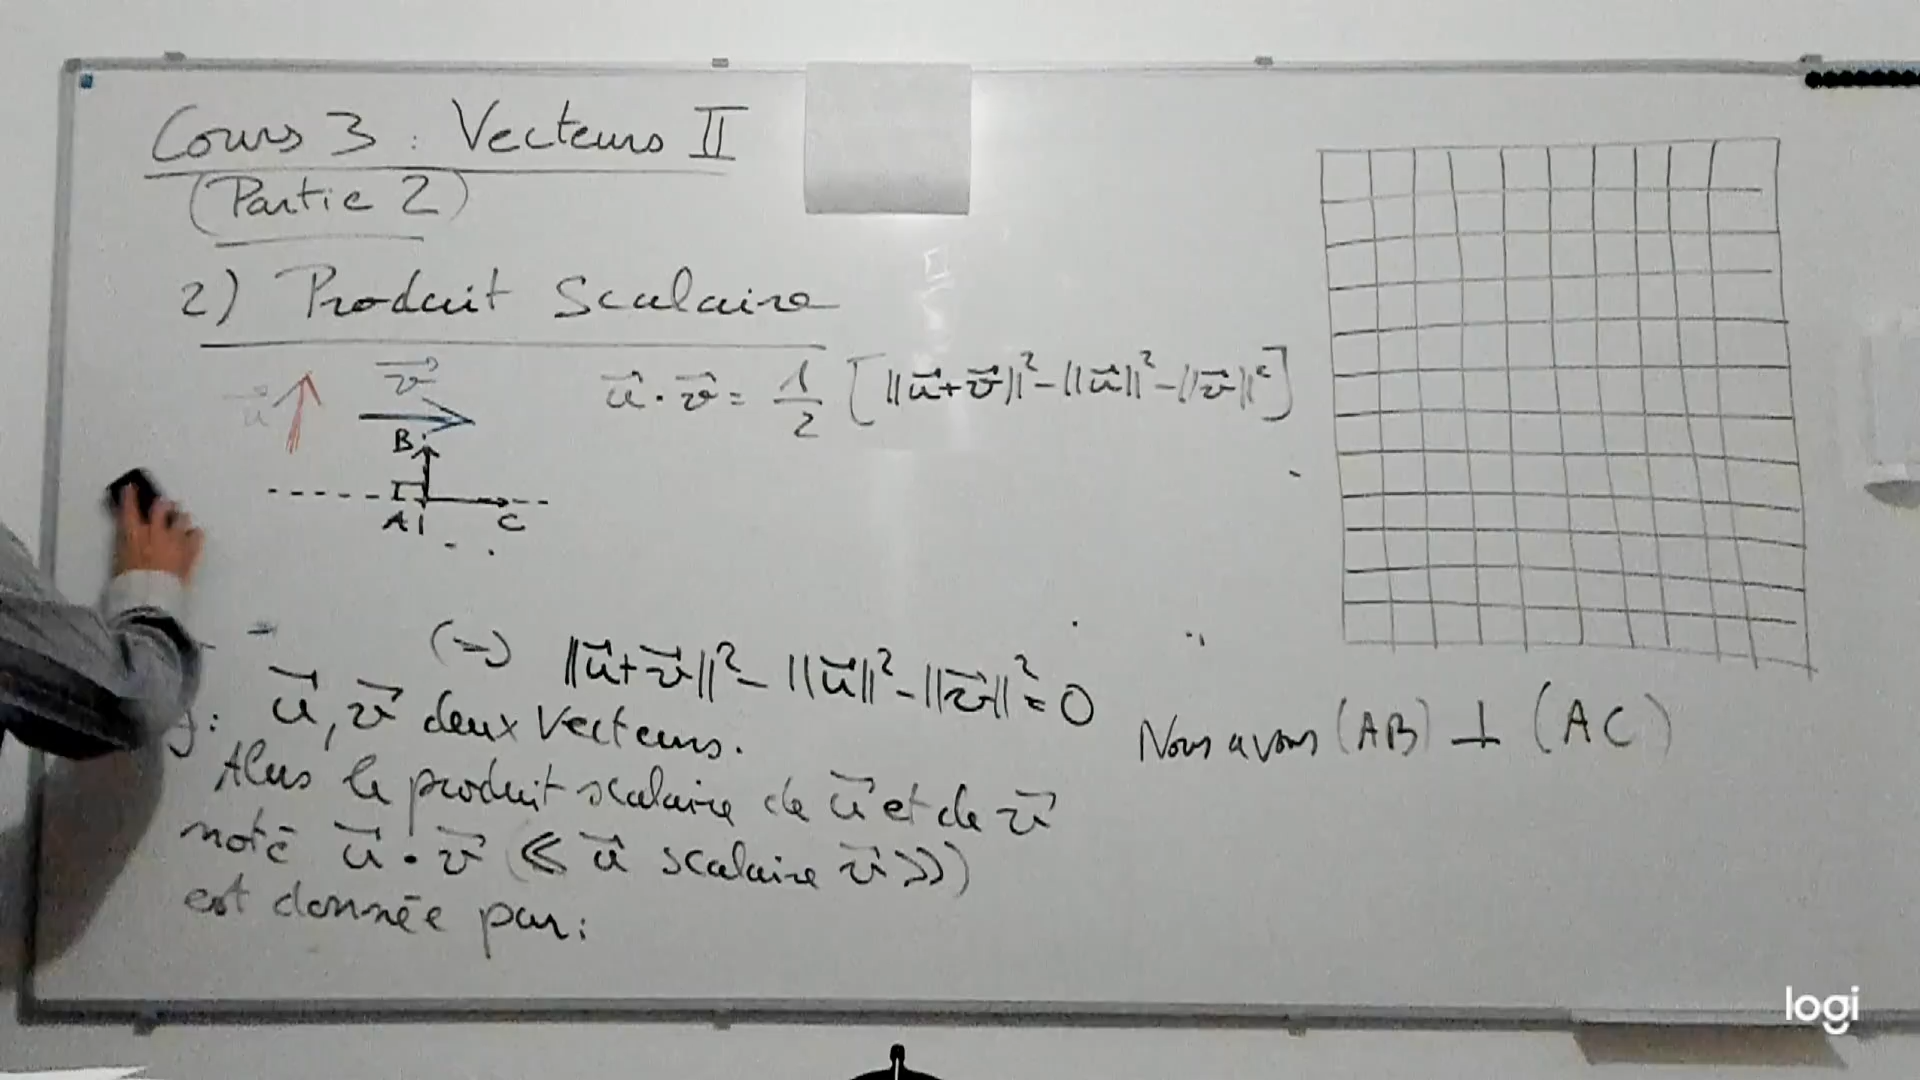 Cours 3 : Vecteurs II
(Partie 2)
2) Produit Scalaire
u⃗ v⃗
u⃗ · v⃗ = 1/2 [||u⃗+v⃗||² - ||u⃗||² - ||v⃗||²]
B
A C
||u⃗+v⃗||² - ||u⃗||² - ||v⃗||² = 0
u⃗, v⃗ deux vecteurs.
Nous avons (AB) ⊥ (AC)
Alors le produit scalaire de u⃗ et de v⃗
noté u⃗ · v⃗ (≪ u⃗ scalaire v⃗ ≫)
est donnée par :
logi